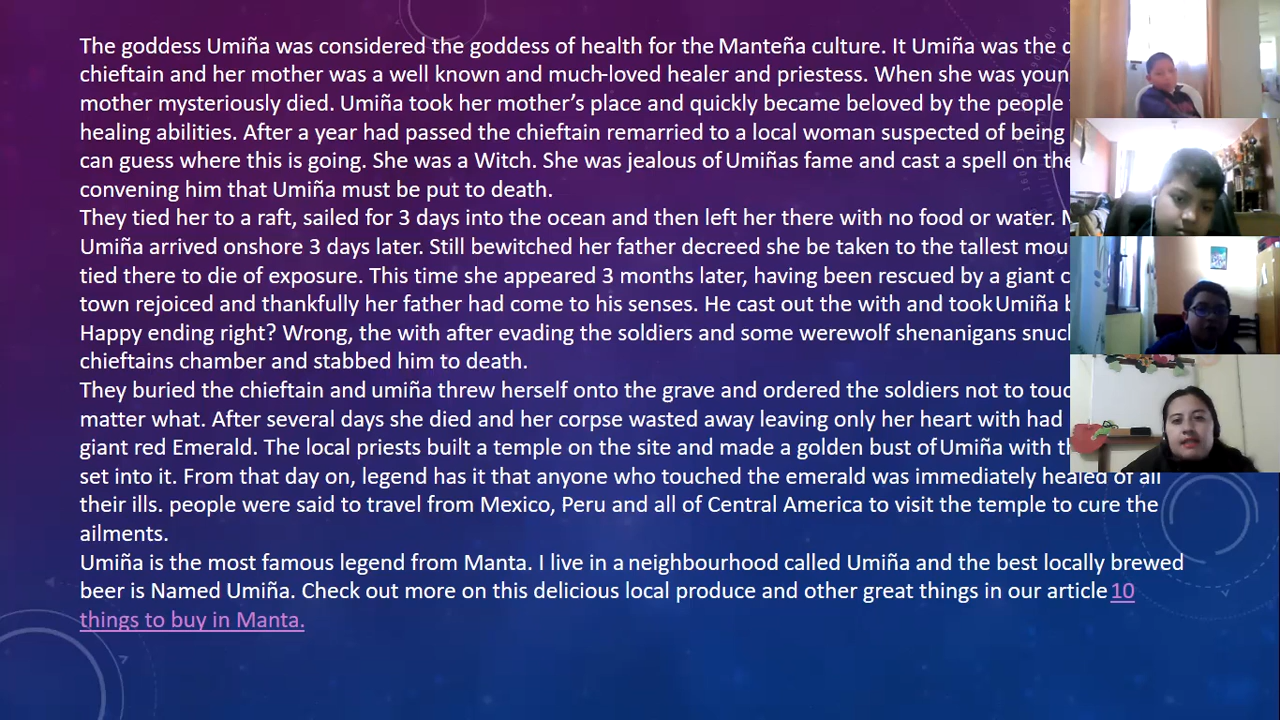 The goddess Umiña was considered the goddess of health for the Manteña culture. It Umiña was the
chieftain and her mother was a well known and much-loved healer and priestess. When she was
mother mysteriously died. Umiña took her mother’s place and quickly became beloved by the people
healing abilities. After a year had passed the chieftain remarried to a local woman suspected of being
can guess where this is going. She was a Witch. She was jealous of Umiñas fame and cast a spell on
convening him that Umiña must be put to death.
They tied her to a raft, sailed for 3 days into the ocean and then left her there with no food or water.
Umiña arrived onshore 3 days later. Still bewitched her father decreed she be taken to the tallest
tied there to die of exposure. This time she appeared 3 months later, having been rescued by a giant
town rejoiced and thankfully her father had come to his senses. He cast out the with and took Umiña
Happy ending right? Wrong, the with after evading the soldiers and some werewolf shenanigans
chieftains chamber and stabbed him to death.
They buried the chieftain and umiña threw herself onto the grave and ordered the soldiers not to
matter what. After several days she died and her corpse wasted away leaving only her heart with had
giant red Emerald. The local priests built a temple on the site and made a golden bust of Umiña with
set into it. From that day on, legend has it that anyone who touched the emerald was immediately healed of all
their ills. people were said to travel from Mexico, Peru and all of Central America to visit the temple to cure the
ailments.
Umiña is the most famous legend from Manta. I live in a neighbourhood called Umiña and the best locally brewed
beer is Named Umiña. Check out more on this delicious local produce and other great things in our article 10
things to buy in Manta.